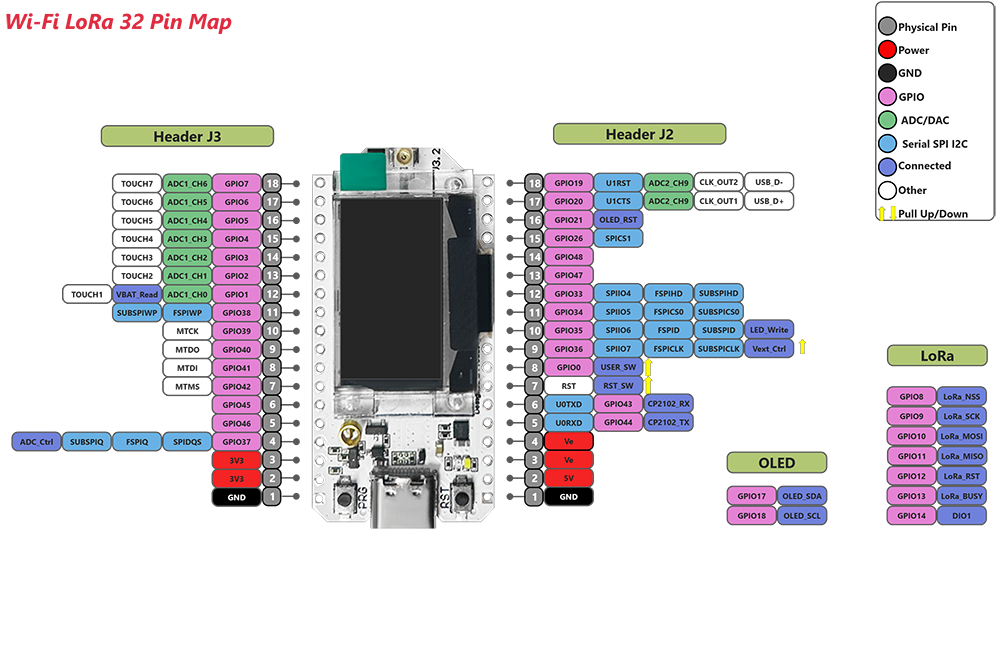 Wi-Fi LoRa 32 Pin Map
Physical Pin
Power
GND
GPIO
ADC/DAC
Serial SPI I2C
Connected
Other
Pull Up/Down
Header J3
TOUCH7 ADC1_CH6 GPIO7 18
TOUCH6 ADC1_CH5 GPIO6 17
TOUCH5 ADC1_CH4 GPIO5 16
TOUCH4 ADC1_CH3 GPIO4 15
TOUCH3 ADC1_CH2 GPIO3 14
TOUCH2 ADC1_CH1 GPIO2 13
TOUCH1 VBAT_Read ADC1_CH0 GPIO1 12
SUBSPIWP FSPIWP GPIO38 11
MTCK GPIO39 10
MTDO GPIO40 9
MTDI GPIO41 8
MTMS GPIO42 7
GPIO45 6
GPIO46 5
ADC_Ctrl SUBSPIQ FSPIQ SPIDQS GPIO37 4
3V3 3
3V3 2
GND 1
V3.2
PRG
RST
Header J2
18 GPIO19 U1RST ADC2_CH9 CLK_OUT2 USB_D-
17 GPIO20 U1CTS ADC2_CH9 CLK_OUT1 USB_D+
16 GPIO21 OLED_RST
15 GPIO26 SPICS1
14 GPIO48
13 GPIO47
12 GPIO33 SPIIO4 FSPIHD SUBSPIHD
11 GPIO34 SPIIO5 FSPICS0 SUBSPICS0
10 GPIO35 SPIIO6 FSPID SUBSPID LED_Write
9 GPIO36 SPIIO7 FSPICLK SUBSPICLK Vext_Ctrl
8 GPIO0 USER_SW
7 RST RST_SW
6 U0TXD GPIO43 CP2102_RX
5 U0RXD GPIO44 CP2102_TX
4 Ve
3 Ve
2 5V
1 GND
OLED
GPIO17 OLED_SDA
GPIO18 OLED_SCL
LoRa
GPIO8 LoRa_NSS
GPIO9 LoRa_SCK
GPIO10 LoRa_MOSI
GPIO11 LoRa_MISO
GPIO12 LoRa_RST
GPIO13 LoRa_BUSY
GPIO14 DIO1